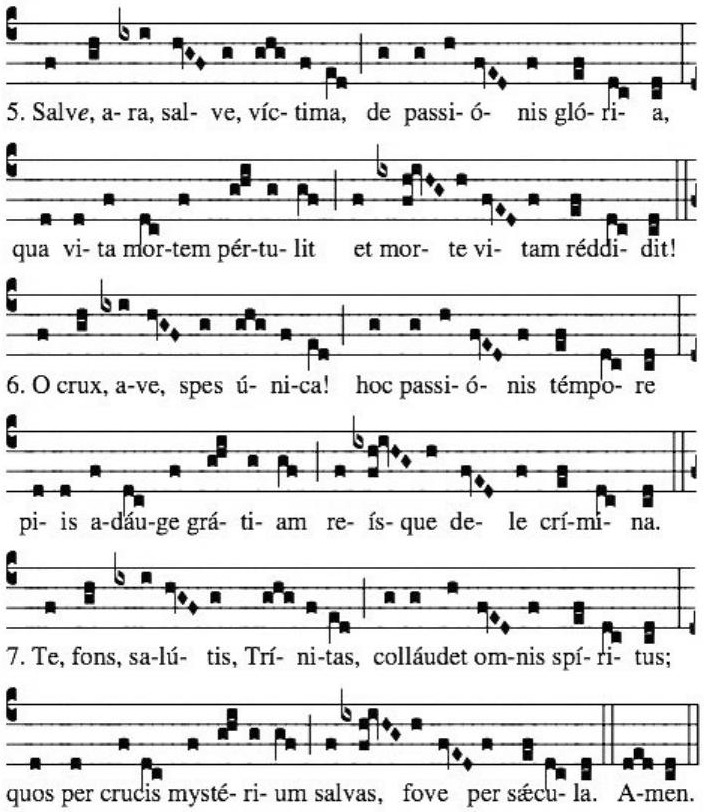 5. Salve, a- ra, sal- ve, víc- tima, de passi- ó- nis gló- ri- a,
qua vi- ta mor-tem pér-tu- lit et mor- te vi- tam réddi- dit!
6. O crux, a-ve, spes ú- ni-ca! hoc passi- ó- nis témpo- re
pi- is a-dáu-ge grá- ti- am re- ís- que de- le crí-mi- na.
7. Te, fons, sa-lú- tis, Trí- ni-tas, colláudet om-nis spí- ri- tus;
quos per crucis mysté- ri- um salvas, fove per sǽcu- la. A-men.